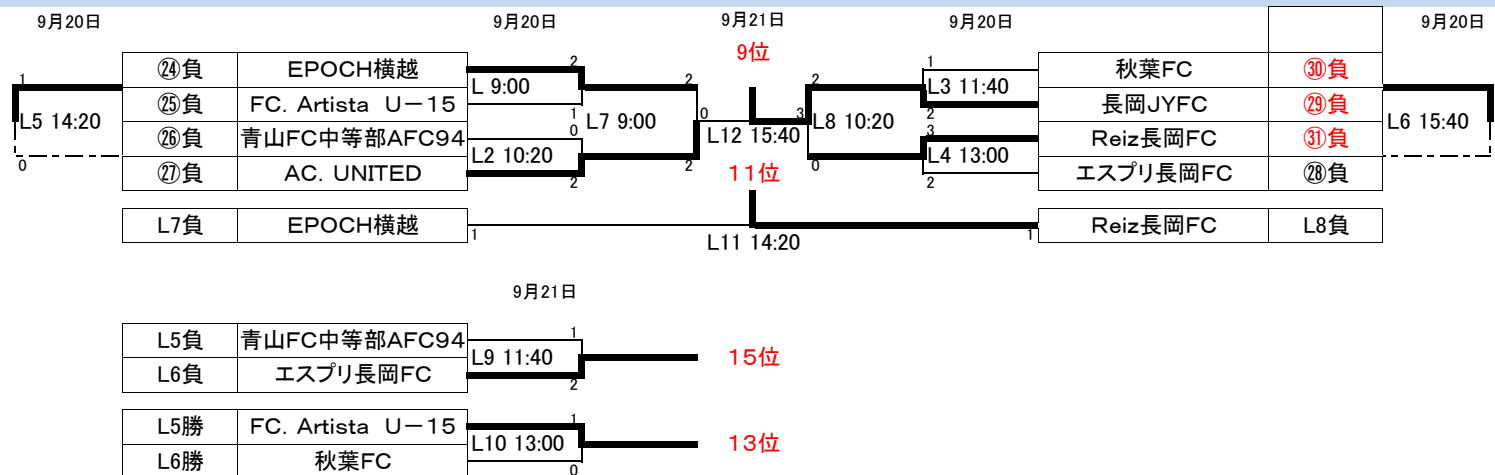 9月20日 9月20日 9月21日 9月20日 9月20日
9位
㉔負 EPOCH横越 2 1 秋葉FC ㉚負
1 L 9:00 2 2 L3 11:40
㉕負 FC. Artista U-15 1 2 長岡JYFC ㉙負
L5 14:20 L7 9:00 0 L12 15:40 3 L8 10:20 L6 15:40
㉖負 青山FC中等部AFC94 0 3 Reiz長岡FC ㉛負
0 L2 10:20 2 0 L4 13:00
㉗負 AC. UNITED 2 2 エスプリ長岡FC ㉘負
11位
L7負 EPOCH横越 1 1 Reiz長岡FC L8負
L11 14:20
9月21日
L5負 青山FC中等部AFC94 1
L9 11:40 15位
L6負 エスプリ長岡FC 2
L5勝 FC. Artista U-15 1
L10 13:00 13位
L6勝 秋葉FC 0